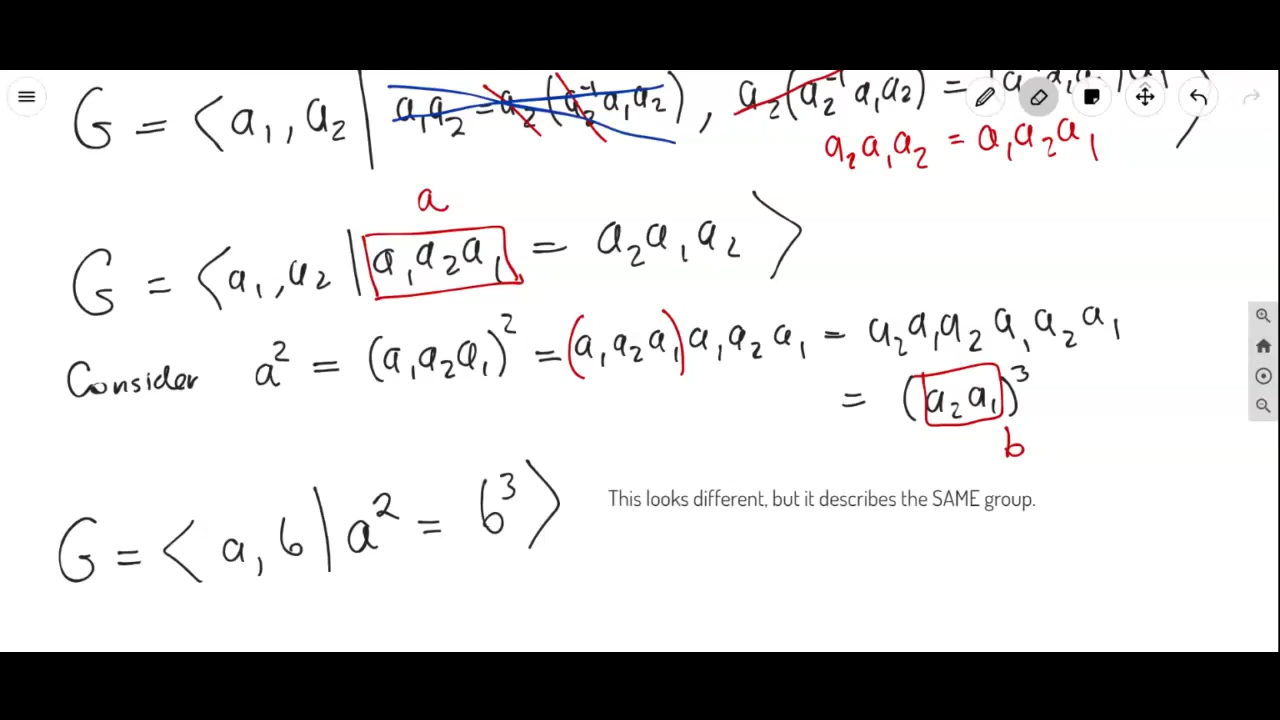 G = ⟨ a₁, a₂ | a₁a₂ = a₂(a₂⁻¹a₁a₂), a₂(a₂⁻¹a₁a₂) =
a₂a₁a₂ = a₁a₂a₁
a
G = ⟨ a₁, a₂ | a₁a₂a₁ = a₂a₁a₂ ⟩
Consider a² = (a₁a₂a₁)² = (a₁a₂a₁)a₁a₂a₁ = a₂a₁a₂a₁a₂a₁
= (a₂a₁)³
b
G = ⟨ a, b | a² = b³ ⟩ This looks different, but it describes the SAME group.